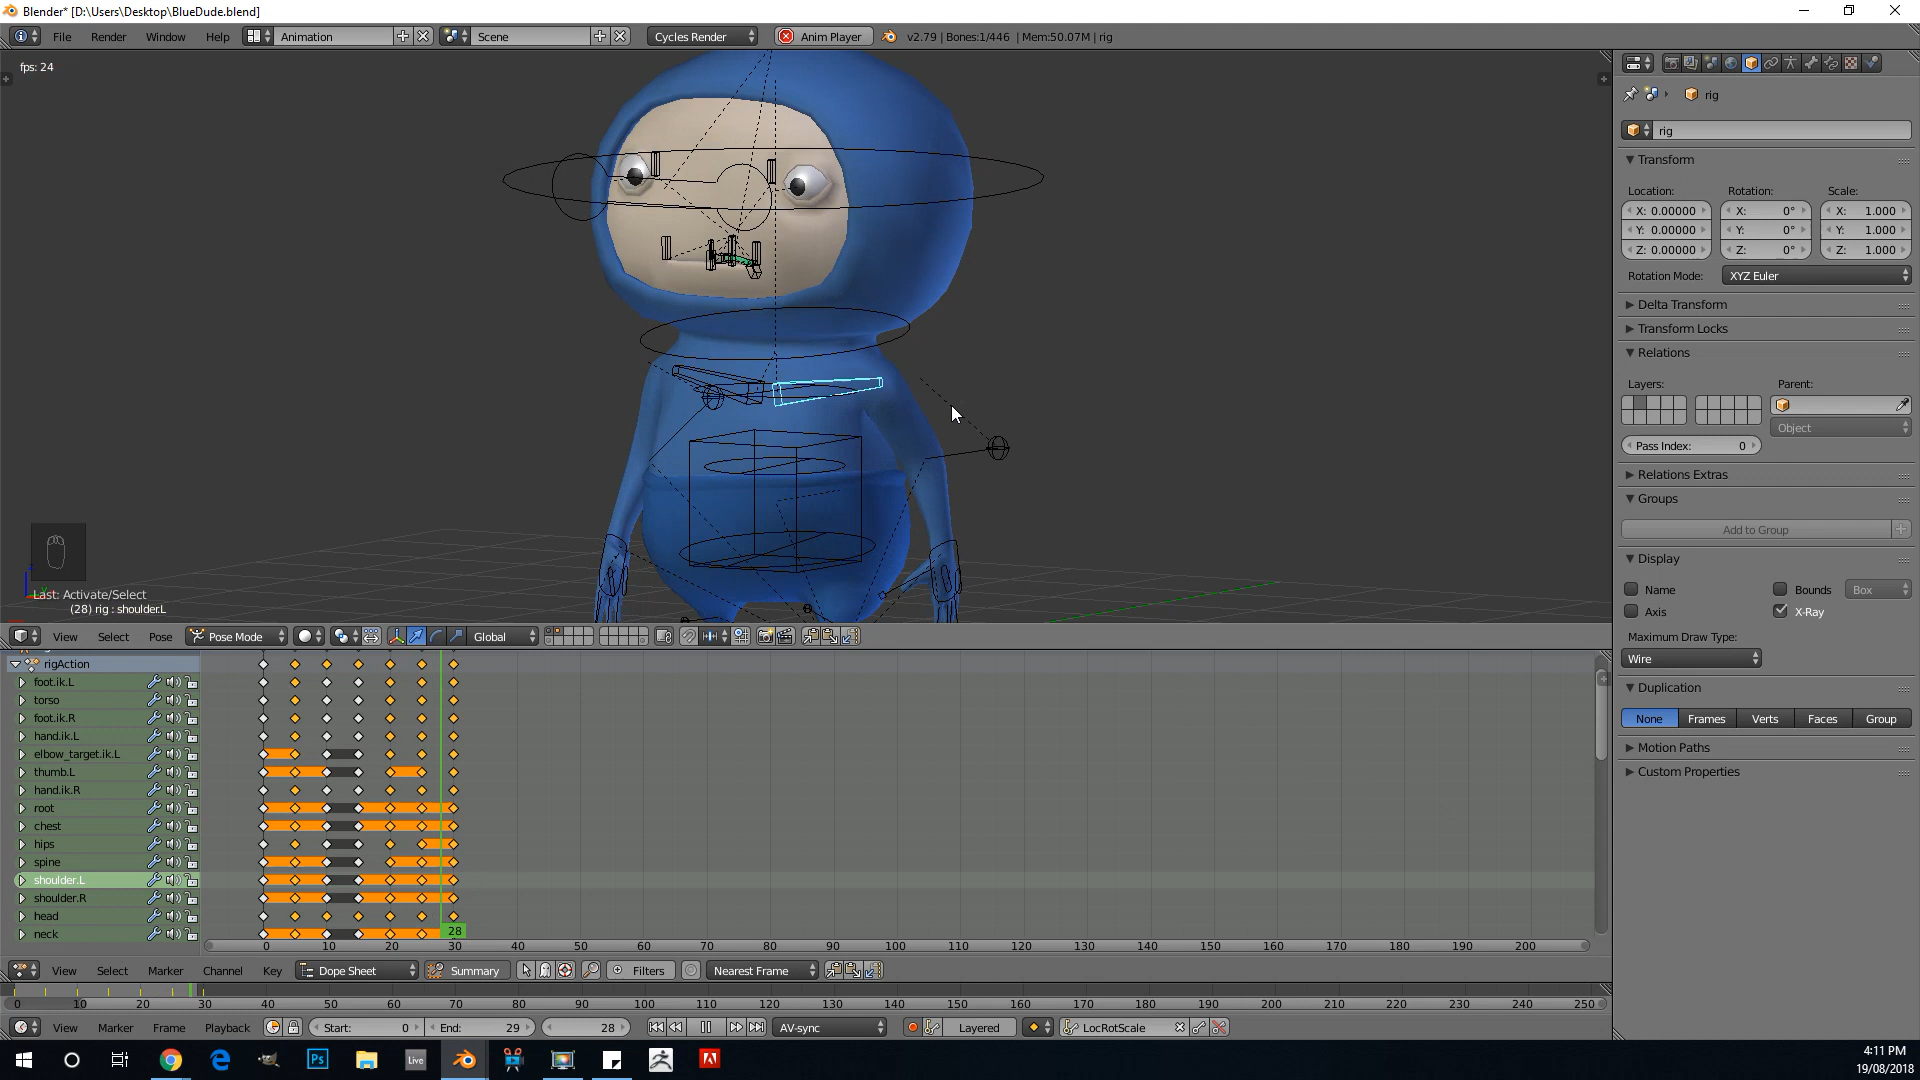 Blender* [D:\Users\Desktop\BlueDude.blend]
File Render Window Help Animation Scene Cycles Render Anim Player v2.79 | Bones:1/446 | Mem:50.07M | rig
fps: 24
rig
rig
Transform
Location: Rotation: Scale:
X: 0.00000 X: 0° X: 1.000
Y: 0.00000 Y: 0° Y: 1.000
Z: 0.00000 Z: 0° Z: 1.000
Rotation Mode: XYZ Euler
Delta Transform
Transform Locks
Relations
Layers: Parent:
Object
Pass Index: 0
Relations Extras
Groups
Add to Group
Display
Name Bounds Box
Axis X-Ray
Maximum Draw Type:
Wire
Duplication
None Frames Verts Faces Group
Motion Paths
Custom Properties
Last: Activate/Select
(28) rig : shoulder.L
View Select Pose Pose Mode Global
rigAction
foot.ik.L
torso
foot.ik.R
hand.ik.L
elbow_target.ik.L
thumb.L
hand.ik.R
root
chest
hips
spine
shoulder.L
shoulder.R
head
neck
28
0 10 20 30 40 50 60 70 80 90 100 110 120 130 140 150 160 170 180 190 200
View Select Marker Channel Key Dope Sheet Summary Filters Nearest Frame
0 10 20 30 40 50 60 70 80 90 100 110 120 130 140 150 160 170 180 190 200 210 220 230 240 250
View Marker Frame Playback Start: 0 End: 29 28 AV-sync Layered LocRotScale
Ps Live
4:11 PM
19/08/2018